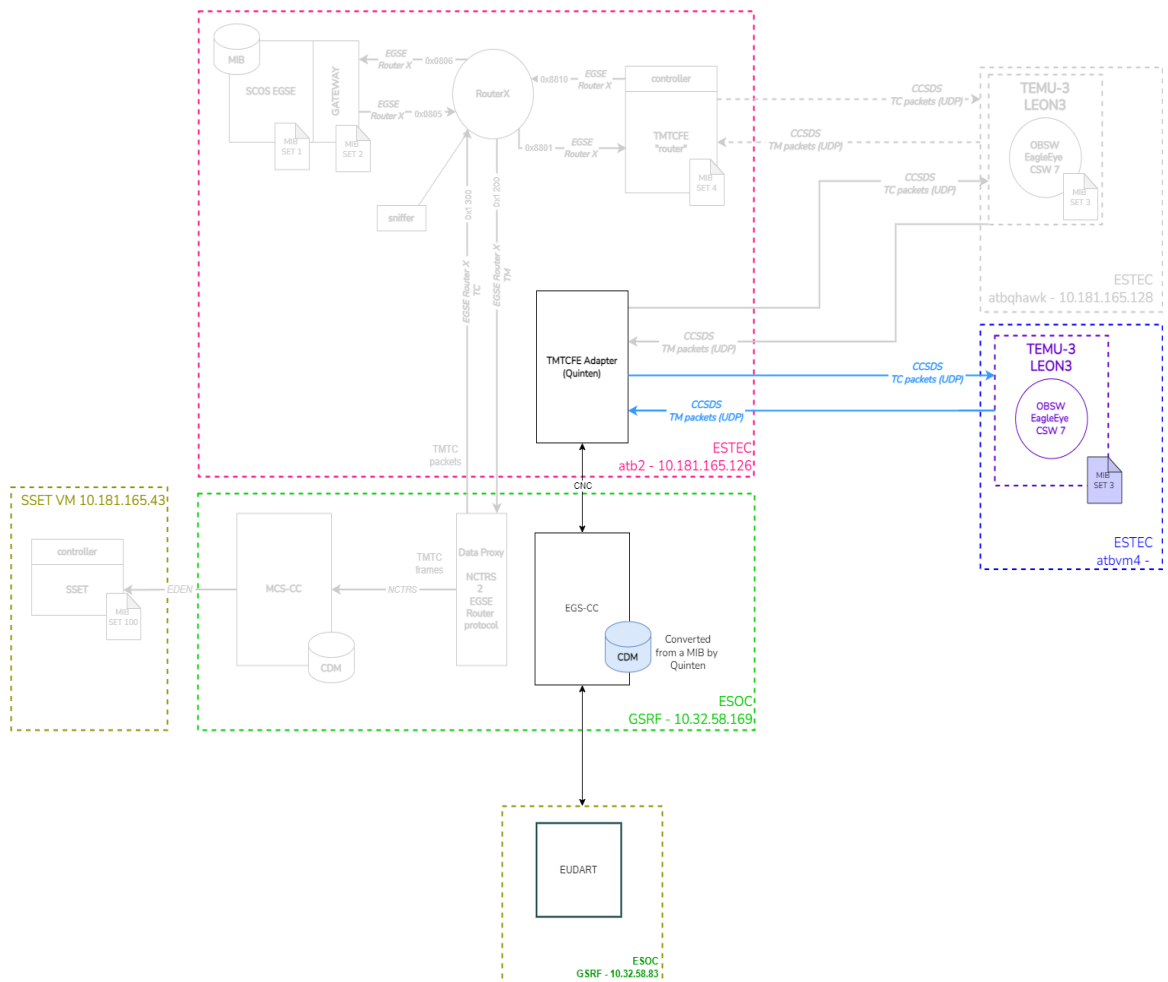 MIB
SCOS EGSE
GATEWAY
MIB
SET 1
MIB
SET 2
EGSE
Router X
0x0806
EGSE
Router X
0x0805
RouterX
sniffer
0x8810
EGSE
Router X
0x8801
EGSE
Router X
controller
TMTCFE
"router"
MIB
SET 4
CCSDS
TC packets (UDP)
CCSDS
TM packets (UDP)
CCSDS
TC packets (UDP)
TEMU-3
LEON3
OBSW
EagleEye
CSW 7
MIB
SET 3
ESTEC
atbqhawk - 10.181.165.128
EGSE Router X
TC
0x1300
EGSE Router X
TM
0x1200
TMTCFE Adapter
(Quinten)
CCSDS
TM packets (UDP)
CCSDS
TC packets (UDP)
CCSDS
TM packets (UDP)
TEMU-3
LEON3
OBSW
EagleEye
CSW 7
MIB
SET 3
ESTEC
atbvm4 -
TMTC
packets
ESTEC
atb2 - 10.181.165.126
CNC
SSET VM 10.181.165.43
controller
SSET
MIB
SET 100
EDEN
MCS-CC
CDM
NCTRS
TMTC
frames
Data Proxy
NCTRS
2
EGSE
Router
protocol
EGS-CC
CDM
Converted
from a MIB by
Quinten
ESOC
GSRF - 10.32.58.169
EUDART
ESOC
GSRF - 10.32.58.83